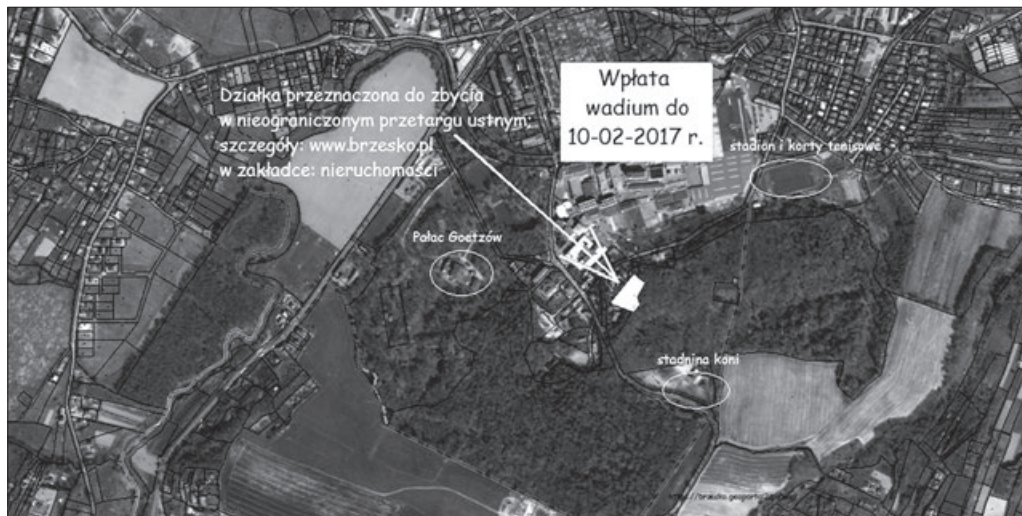 Działka przeznaczona do zbycia
w nieograniczonym przetargu ustnym;
szczegóły: www.brzesko.pl
w zakładce: nieruchomości
Wpłata
wadium do
10-02-2017 r.
stadion i korty tenisowe
Pałac Goetzów
stadnina koni